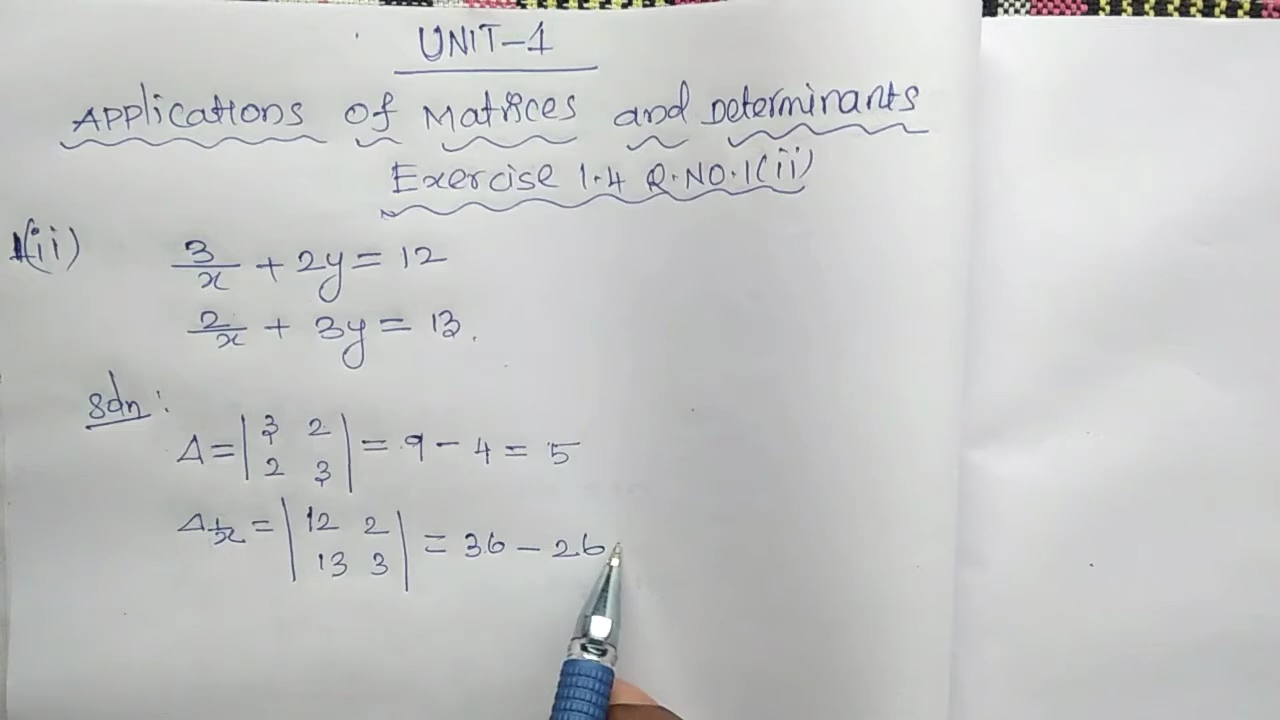 UNIT-1
Applications of Matrices and Determinants
Exercise 1.4 Q.NO.1(ii)
1(ii) 3/x + 2y = 12
2/x + 3y = 13.
Soln:
Δ = |3 2| = 9 - 4 = 5
|2 3|
Δ1/x = |12 2| = 36 - 26
|13 3|